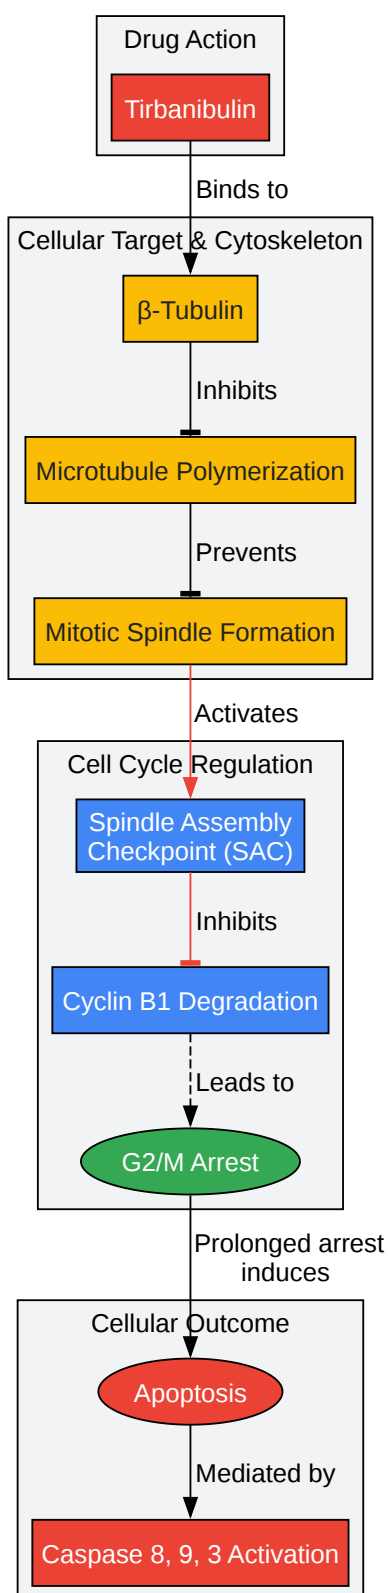 Drug Action
Tirbanibulin
Binds to
Cellular Target & Cytoskeleton
β-Tubulin
Inhibits
Microtubule Polymerization
Prevents
Mitotic Spindle Formation
Activates
Cell Cycle Regulation
Spindle Assembly
Checkpoint (SAC)
Inhibits
Cyclin B1 Degradation
Leads to
G2/M Arrest
Prolonged arrest
induces
Cellular Outcome
Apoptosis
Mediated by
Caspase 8, 9, 3 Activation